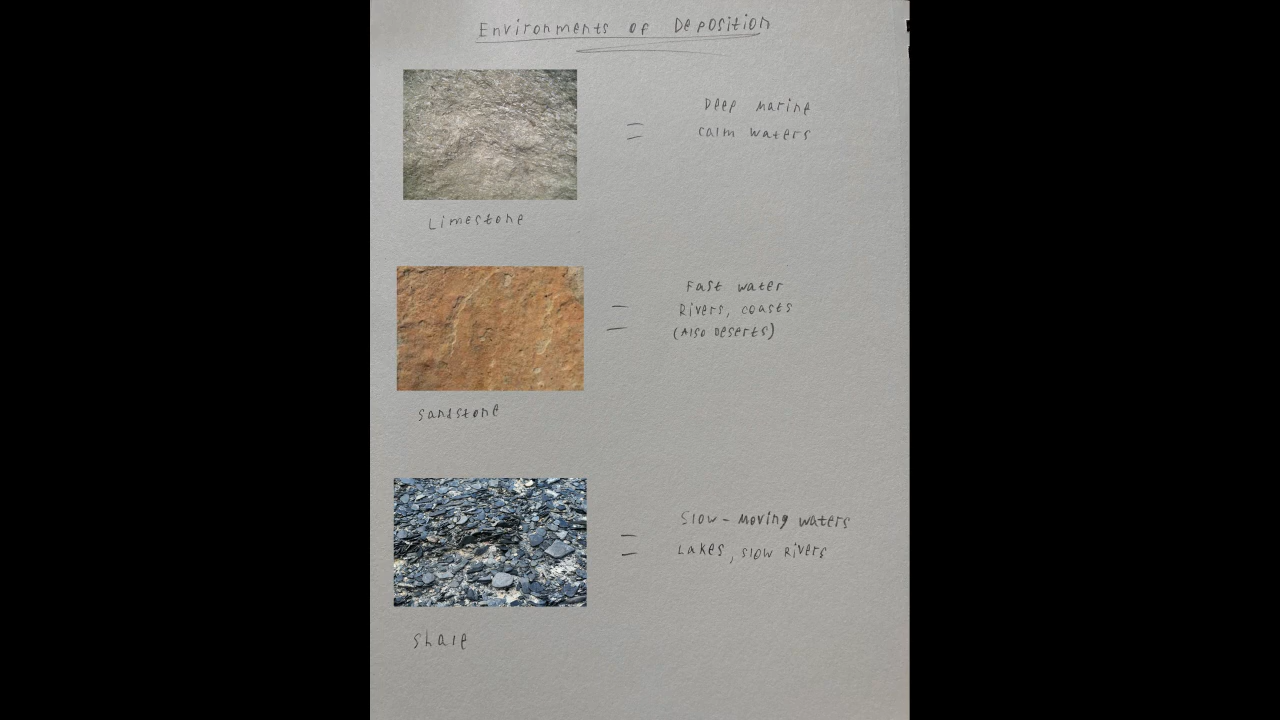 Environments of Deposition
Deep marine
calm waters
Limestone
Fast water
Rivers, coasts
(Also Deserts)
sandstone
Slow-Moving waters
Lakes, slow Rivers
shale